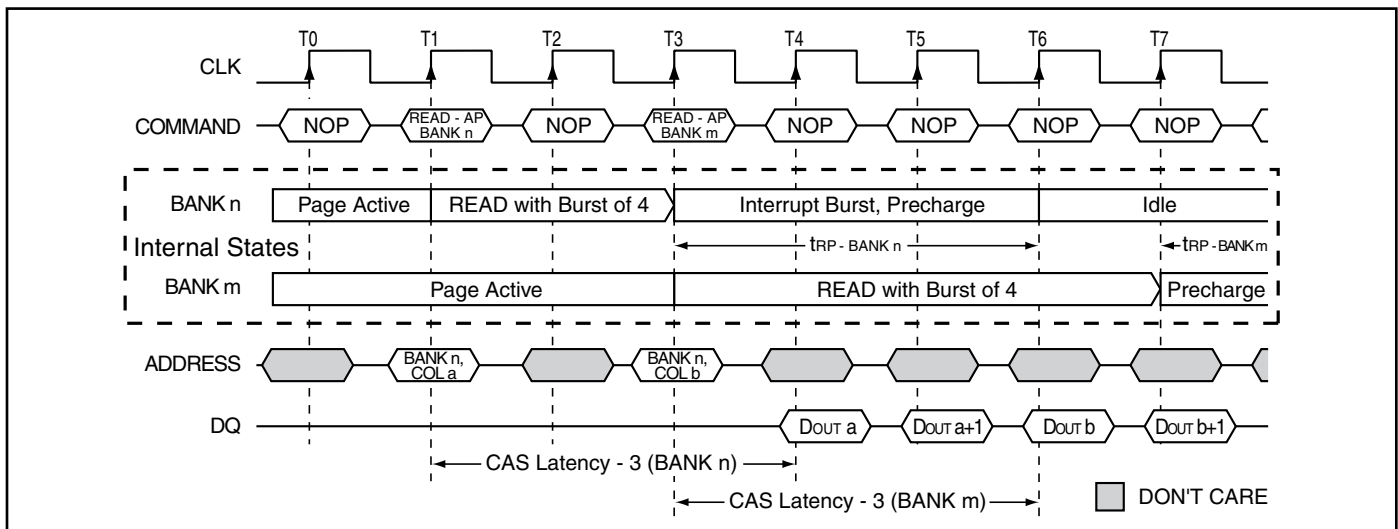 T0 T1 T2 T3 T4 T5 T6 T7
CLK
COMMAND NOP READ - AP BANK n NOP READ - AP BANK m NOP NOP NOP NOP
BANK n Page Active READ with Burst of 4 Interrupt Burst, Precharge Idle
Internal States tRP - BANK n tRP - BANK m
BANK m Page Active READ with Burst of 4 Precharge
ADDRESS BANK n, COL a BANK n, COL b
DQ DOUT a DOUT a+1 DOUT b DOUT b+1
CAS Latency - 3 (BANK n)
CAS Latency - 3 (BANK m) DON'T CARE